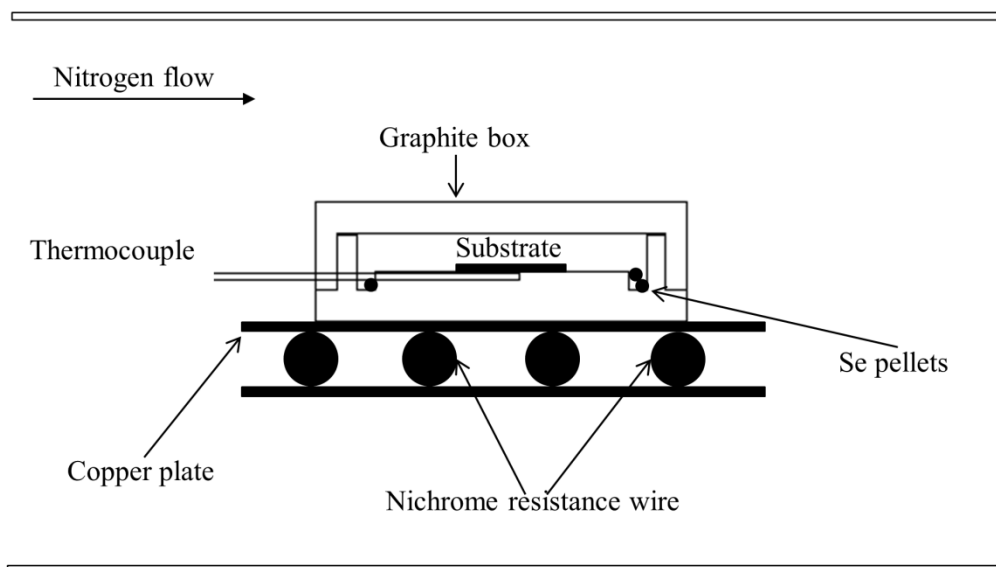 Nitrogen flow
Graphite box
Thermocouple
Substrate
Se pellets
Copper plate
Nichrome resistance wire